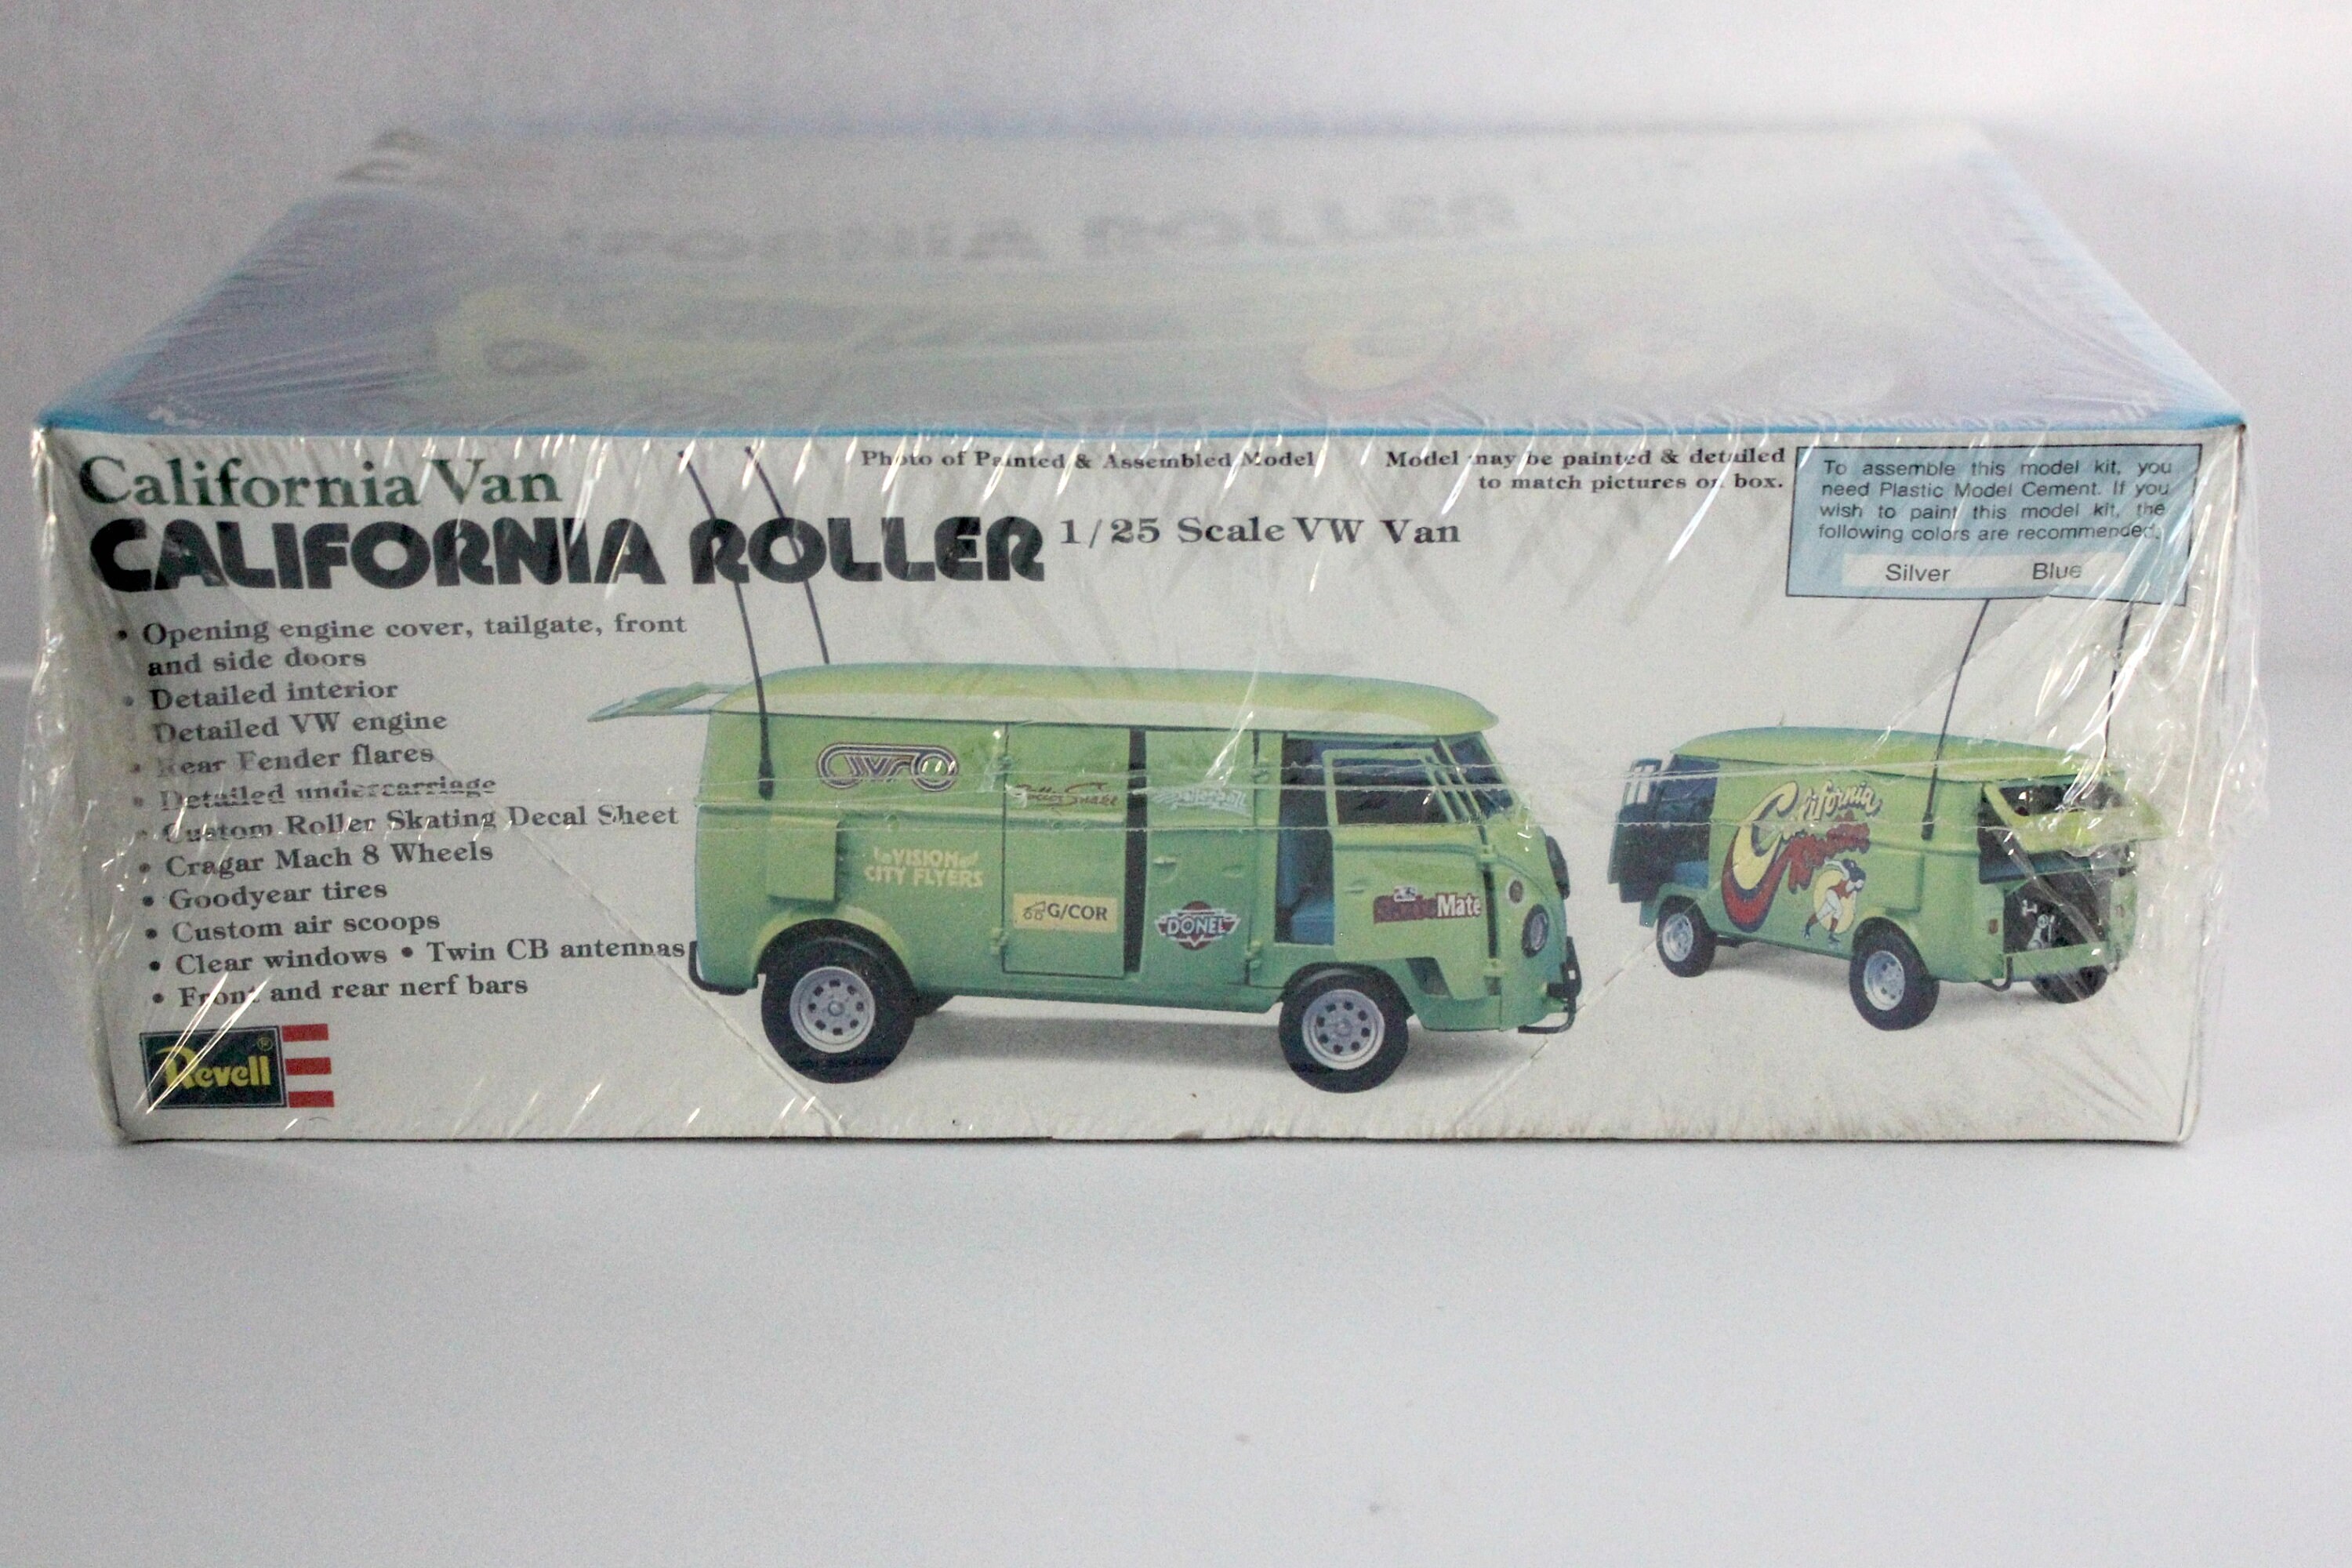 California Van
CALIFORNIA ROLLER
1/25 Scale VW Van
Photo of Painted & Assembled Model
Model may be painted & detailed
to match pictures on box.
To assemble this model kit, you
need Plastic Model Cement. If you
wish to paint this model kit, the
following colors are recommended.
Silver Blue
• Opening engine cover, tailgate, front
and side doors
• Detailed interior
Detailed VW engine
• Rear Fender flares
• Detailed undercarriage
• Custom Roller Skating Decal Sheet
• Cragar Mach 8 Wheels
• Goodyear tires
• Custom air scoops
• Clear windows • Twin CB antennas
• Front and rear nerf bars
Revell®
VISION
CITY FLYERS
G/COR
DONEL
Mate
California
ROLLER